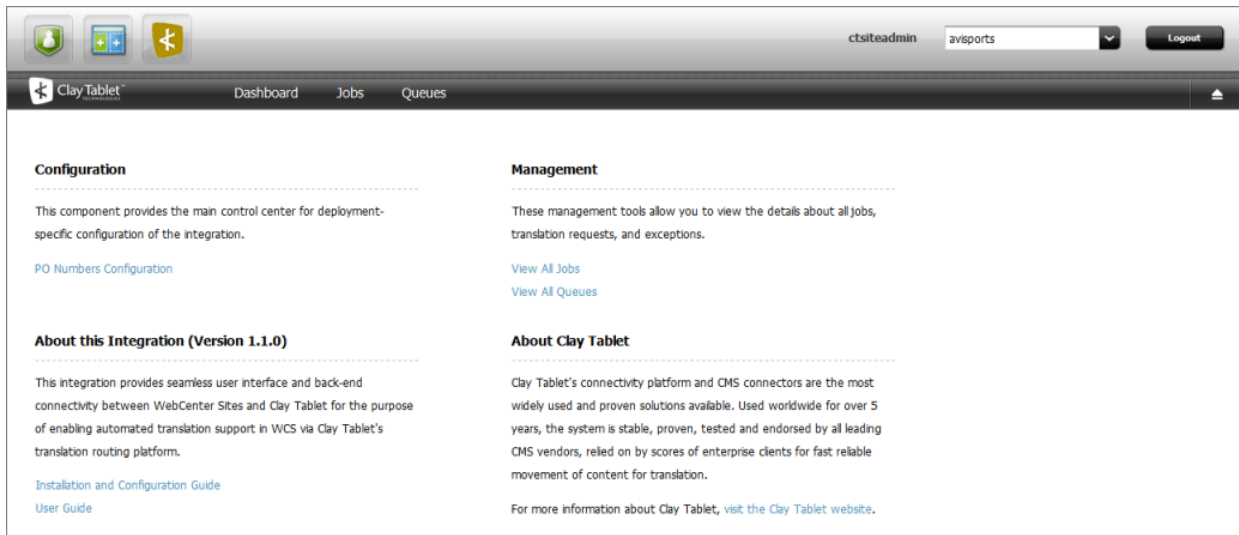 ctsiteadmin
avisports
Logout
Clay Tablet
TECHNOLOGIES
Dashboard
Jobs
Queues
Configuration
This component provides the main control center for deployment-
specific configuration of the integration.
PO Numbers Configuration
Management
These management tools allow you to view the details about all jobs,
translation requests, and exceptions.
View All Jobs
View All Queues
About this Integration (Version 1.1.0)
This integration provides seamless user interface and back-end
connectivity between WebCenter Sites and Clay Tablet for the purpose
of enabling automated translation support in WCS via Clay Tablet's
translation routing platform.
Installation and Configuration Guide
User Guide
About Clay Tablet
Clay Tablet's connectivity platform and CMS connectors are the most
widely used and proven solutions available. Used worldwide for over 5
years, the system is stable, proven, tested and endorsed by all leading
CMS vendors, relied on by scores of enterprise clients for fast reliable
movement of content for translation.
For more information about Clay Tablet, visit the Clay Tablet website.